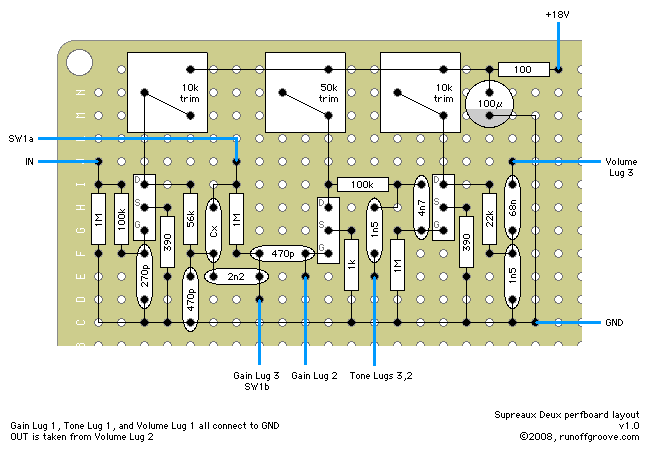 +18V
100
10k
trim
50k
trim
10k
trim
100µ
N
M
SW1a
IN
Volume
Lug 3
I
H
G
F
E
D
C
D
S
G
D
S
G
D
S
G
1M
100k
390
56k
Cx
1M
100k
1n5
4n7
390
22k
68n
270p
470p
2n2
470p
1k
1M
1n5
GND
Gain Lug 3
SW1b
Gain Lug 2
Tone Lugs 3,2
Gain Lug 1, Tone Lug 1, and Volume Lug 1 all connect to GND
OUT is taken from Volume Lug 2
Supreaux Deux perfboard layout
v1.0
©2008, runoffgroove.com